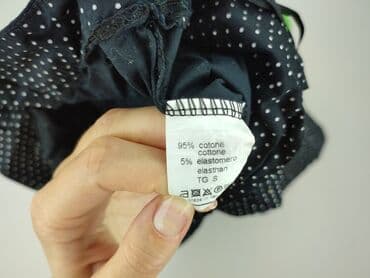 95% cotone
cottone
5% elastomero
elasthan
TG S